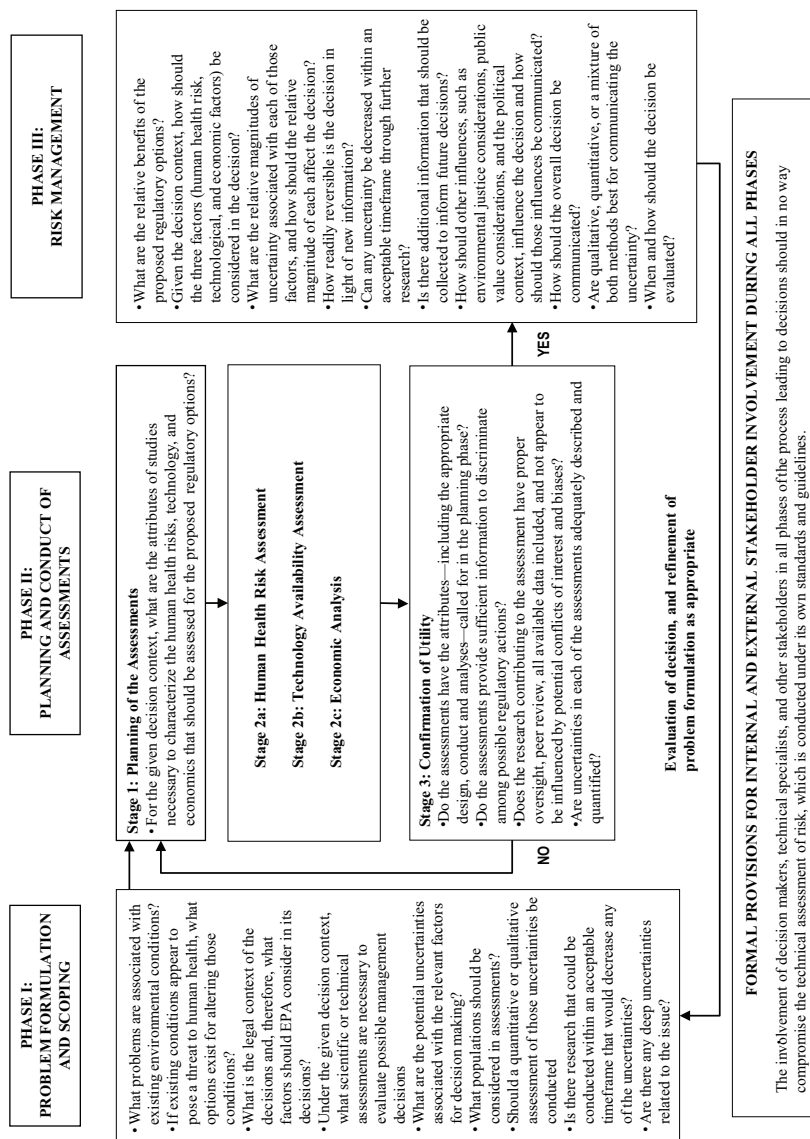 PHASE I:
PROBLEM FORMULATION
AND SCOPING
• What problems are associated with
existing environmental conditions?
• If existing conditions appear to
pose a threat to human health, what
options exist for altering those
conditions?
• What is the legal context of the
decisions and, therefore, what
factors should EPA consider in its
decisions?
• Under the given decision context,
what scientific or technical
assessments are necessary to
evaluate possible management
decisions
• What are the potential uncertainties
associated with the relevant factors
for decision making?
• What populations should be
considered in assessments?
• Should a quantitative or qualitative
assessment of those uncertainties be
conducted
• Is there research that could be
conducted within an acceptable
timeframe that would decrease any
of the uncertainties?
• Are there any deep uncertainties
related to the issue?
PHASE II:
PLANNING AND CONDUCT OF
ASSESSMENTS
Stage 1: Planning of the Assessments
• For the given decision context, what are the attributes of studies
necessary to characterize the human health risks, technology, and
economics that should be assessed for the proposed regulatory options?
Stage 2a: Human Health Risk Assessment
Stage 2b: Technology Availability Assessment
Stage 2c: Economic Analysis
Stage 3: Confirmation of Utility
•Do the assessments have the attributes—including the appropriate
design, conduct and analyses—called for in the planning phase?
•Do the assessments provide sufficient information to discriminate
among possible regulatory actions?
•Does the research contributing to the assessment have proper
oversight, peer review, all available data included, and not appear to
be influenced by potential conflicts of interest and biases?
•Are uncertainties in each of the assessments adequately described and
quantified?
NO
YES
Evaluation of decision, and refinement of
problem formulation as appropriate
PHASE III:
RISK MANAGEMENT
• What are the relative benefits of the
proposed regulatory options?
• Given the decision context, how should
the three factors (human health risk,
technological, and economic factors) be
considered in the decision?
• What are the relative magnitudes of
uncertainty associated with each of those
factors, and how should the relative
magnitude of each affect the decision?
• How readily reversible is the decision in
light of new information?
• Can any uncertainty be decreased within an
acceptable timeframe through further
research?
• Is there additional information that should be
collected to inform future decisions?
• How should other influences, such as
environmental justice considerations, public
value considerations, and the political
context, influence the decision and how
should those influences be communicated?
• How should the overall decision be
communicated?
• Are qualitative, quantitative, or a mixture of
both methods best for communicating the
uncertainty?
• When and how should the decision be
evaluated?
FORMAL PROVISIONS FOR INTERNAL AND EXTERNAL STAKEHOLDER INVOLVEMENT DURING ALL PHASES
The involvement of decision makers, technical specialists, and other stakeholders in all phases of the process leading to decisions should in no way
compromise the technical assessment of risk, which is conducted under its own standards and guidelines.